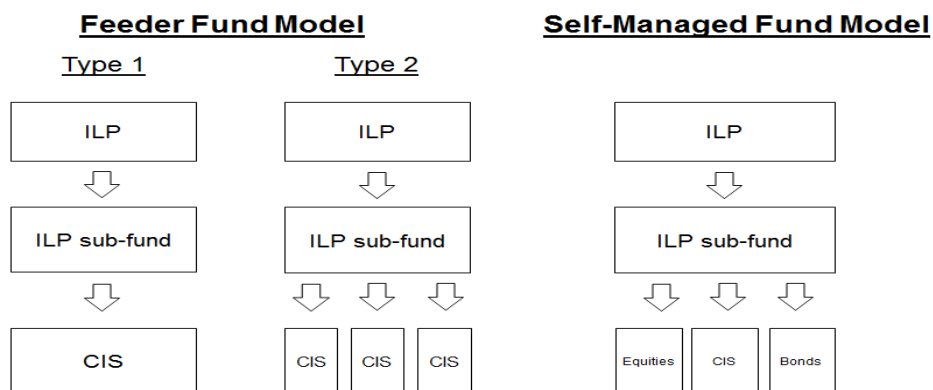 Feeder Fund Model Self-Managed Fund Model
Type 1 Type 2
ILP ILP ILP
ILP sub-fund ILP sub-fund ILP sub-fund
CIS CIS CIS CIS Equities CIS Bonds